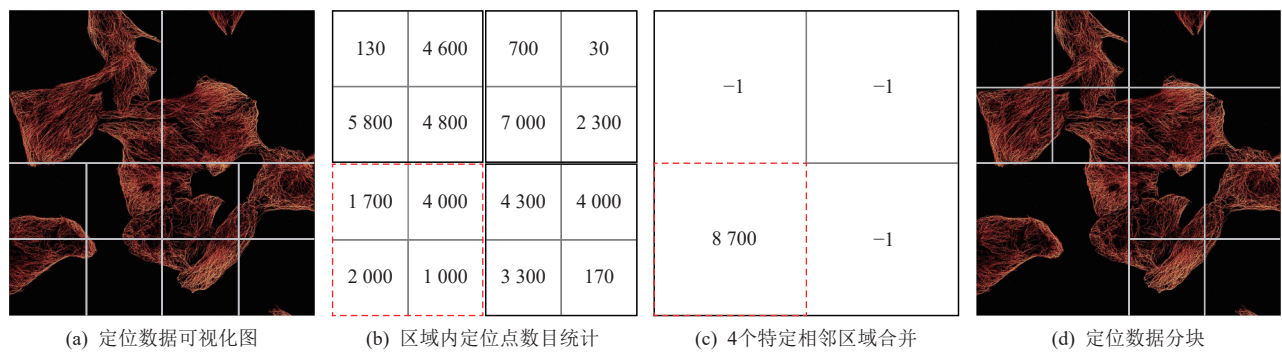 130 4 600 700 30
5 800 4 800 7 000 2 300
1 700 4 000 4 300 4 000
2 000 1 000 3 300 170
−1 −1
8 700 −1
(a) 定位数据可视化图
(b) 区域内定位点数目统计
(c) 4个特定相邻区域合并
(d) 定位数据分块